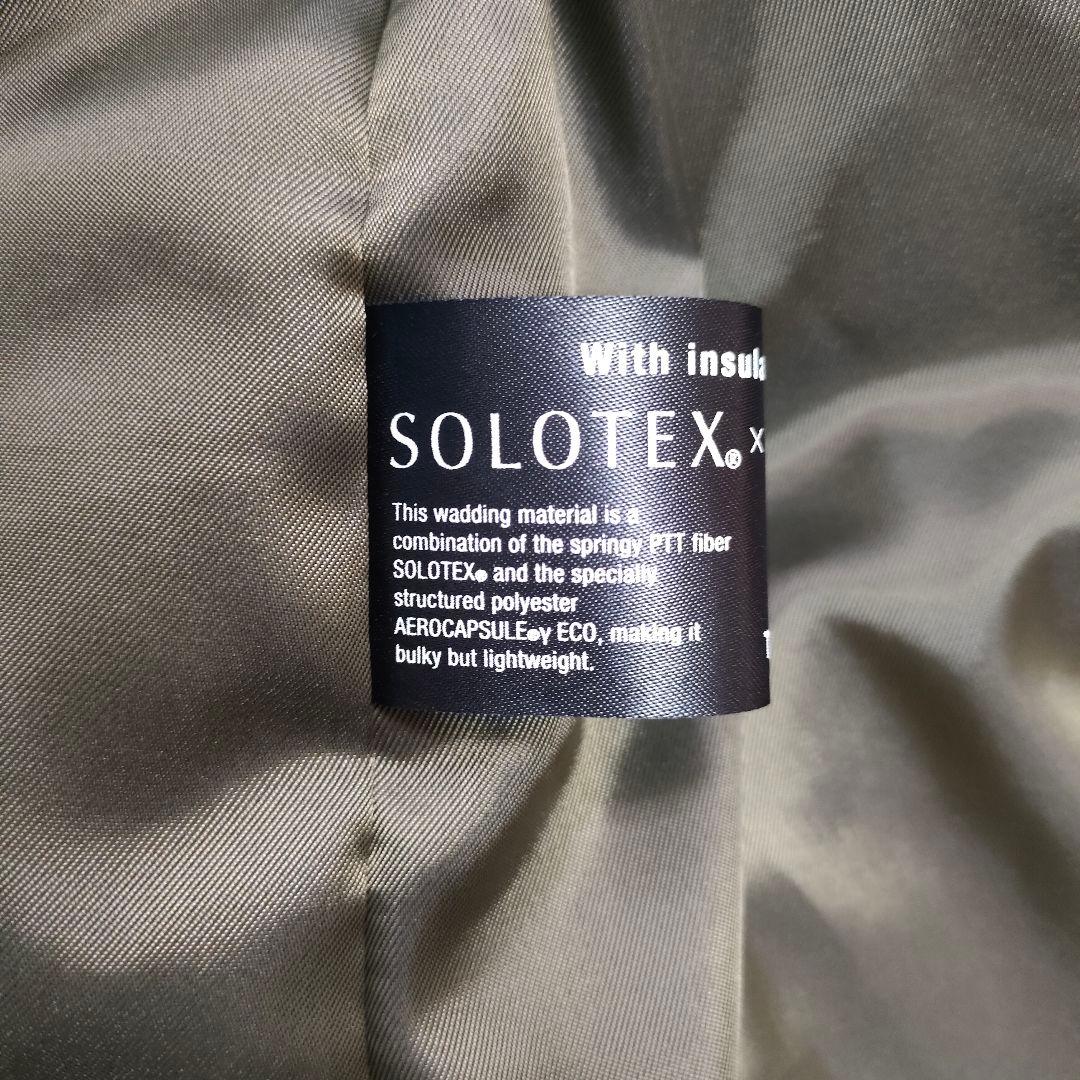 With insula
SOLOTEX® x
This wadding material is a
combination of the springy PTT fiber
SOLOTEX® and the specially
structured polyester
AEROCAPSULE®γ ECO, making it
bulky but lightweight.